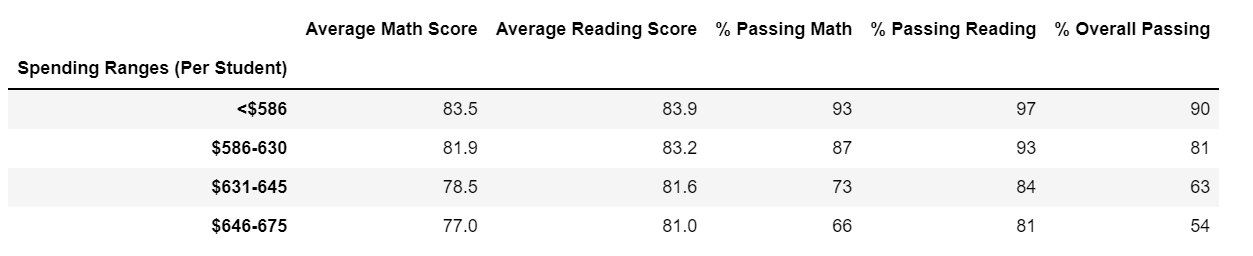 Average Math Score Average Reading Score % Passing Math % Passing Reading % Overall Passing
Spending Ranges (Per Student)
<$586 83.5 83.9 93 97 90
$586-630 81.9 83.2 87 93 81
$631-645 78.5 81.6 73 84 63
$646-675 77.0 81.0 66 81 54